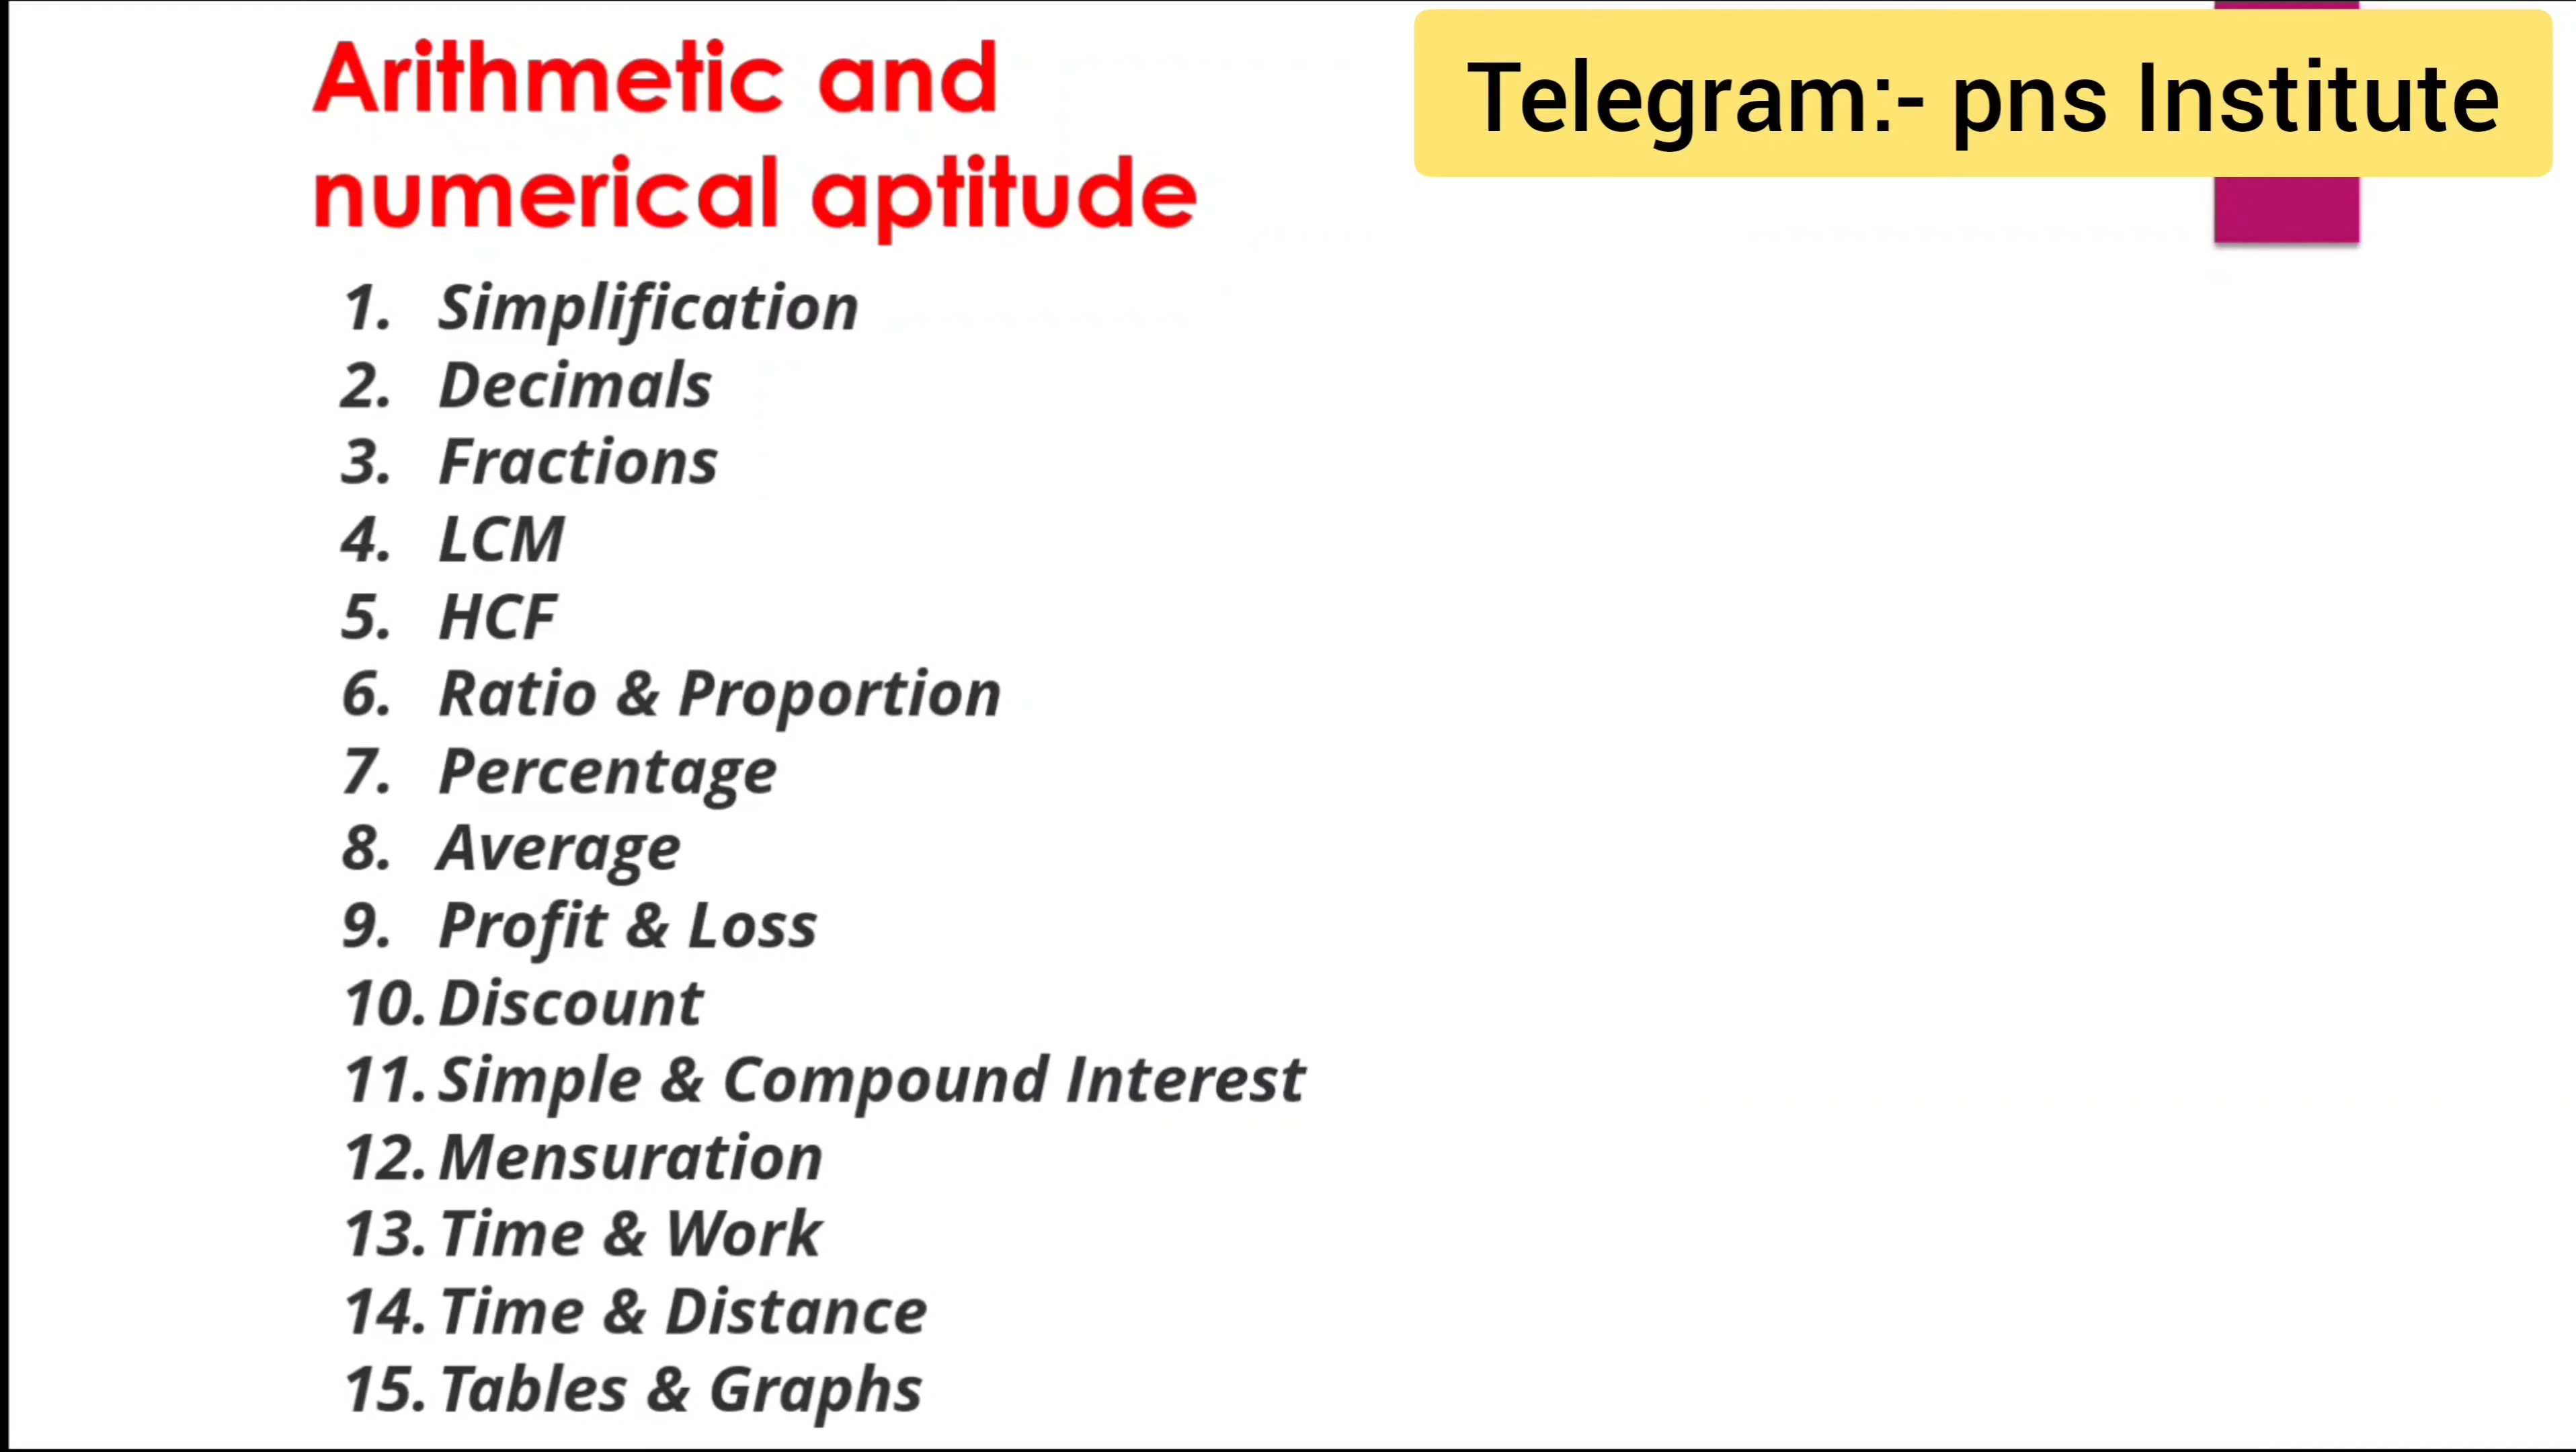 Arithmetic and
numerical aptitude
Telegram:- pns Institute
1. Simplification
2. Decimals
3. Fractions
4. LCM
5. HCF
6. Ratio & Proportion
7. Percentage
8. Average
9. Profit & Loss
10. Discount
11. Simple & Compound Interest
12. Mensuration
13. Time & Work
14. Time & Distance
15. Tables & Graphs